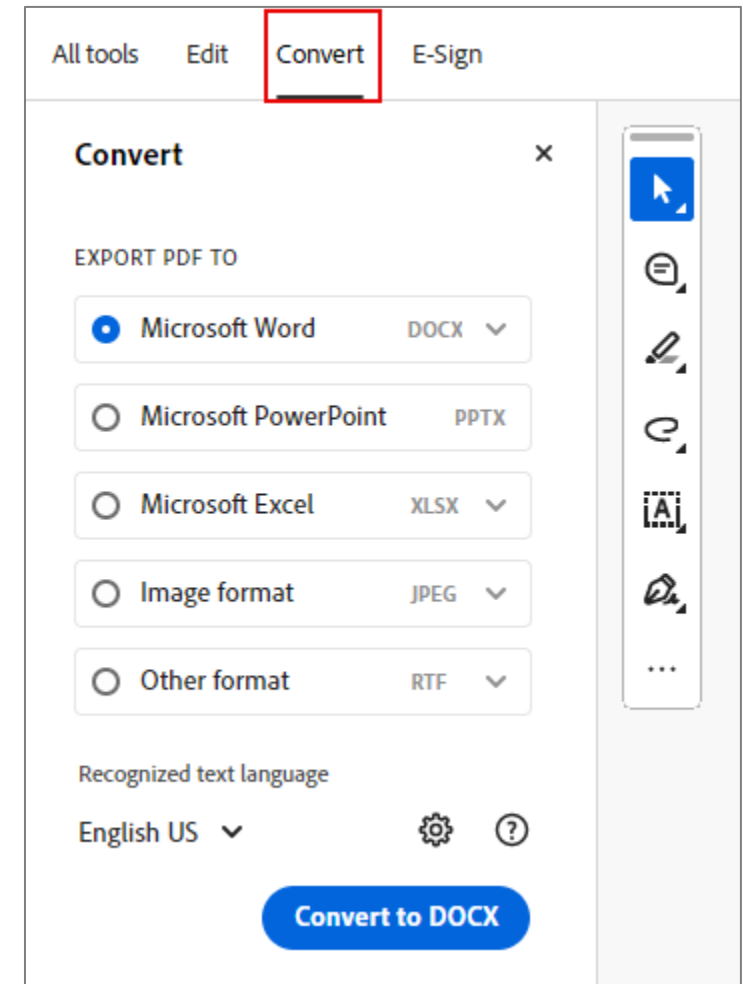 All tools Edit Convert E-Sign
Convert
EXPORT PDF TO
Microsoft Word DOCX
Microsoft PowerPoint PPTX
Microsoft Excel XLSX
Image format JPEG
Other format RTF
Recognized text language
English US
Convert to DOCX